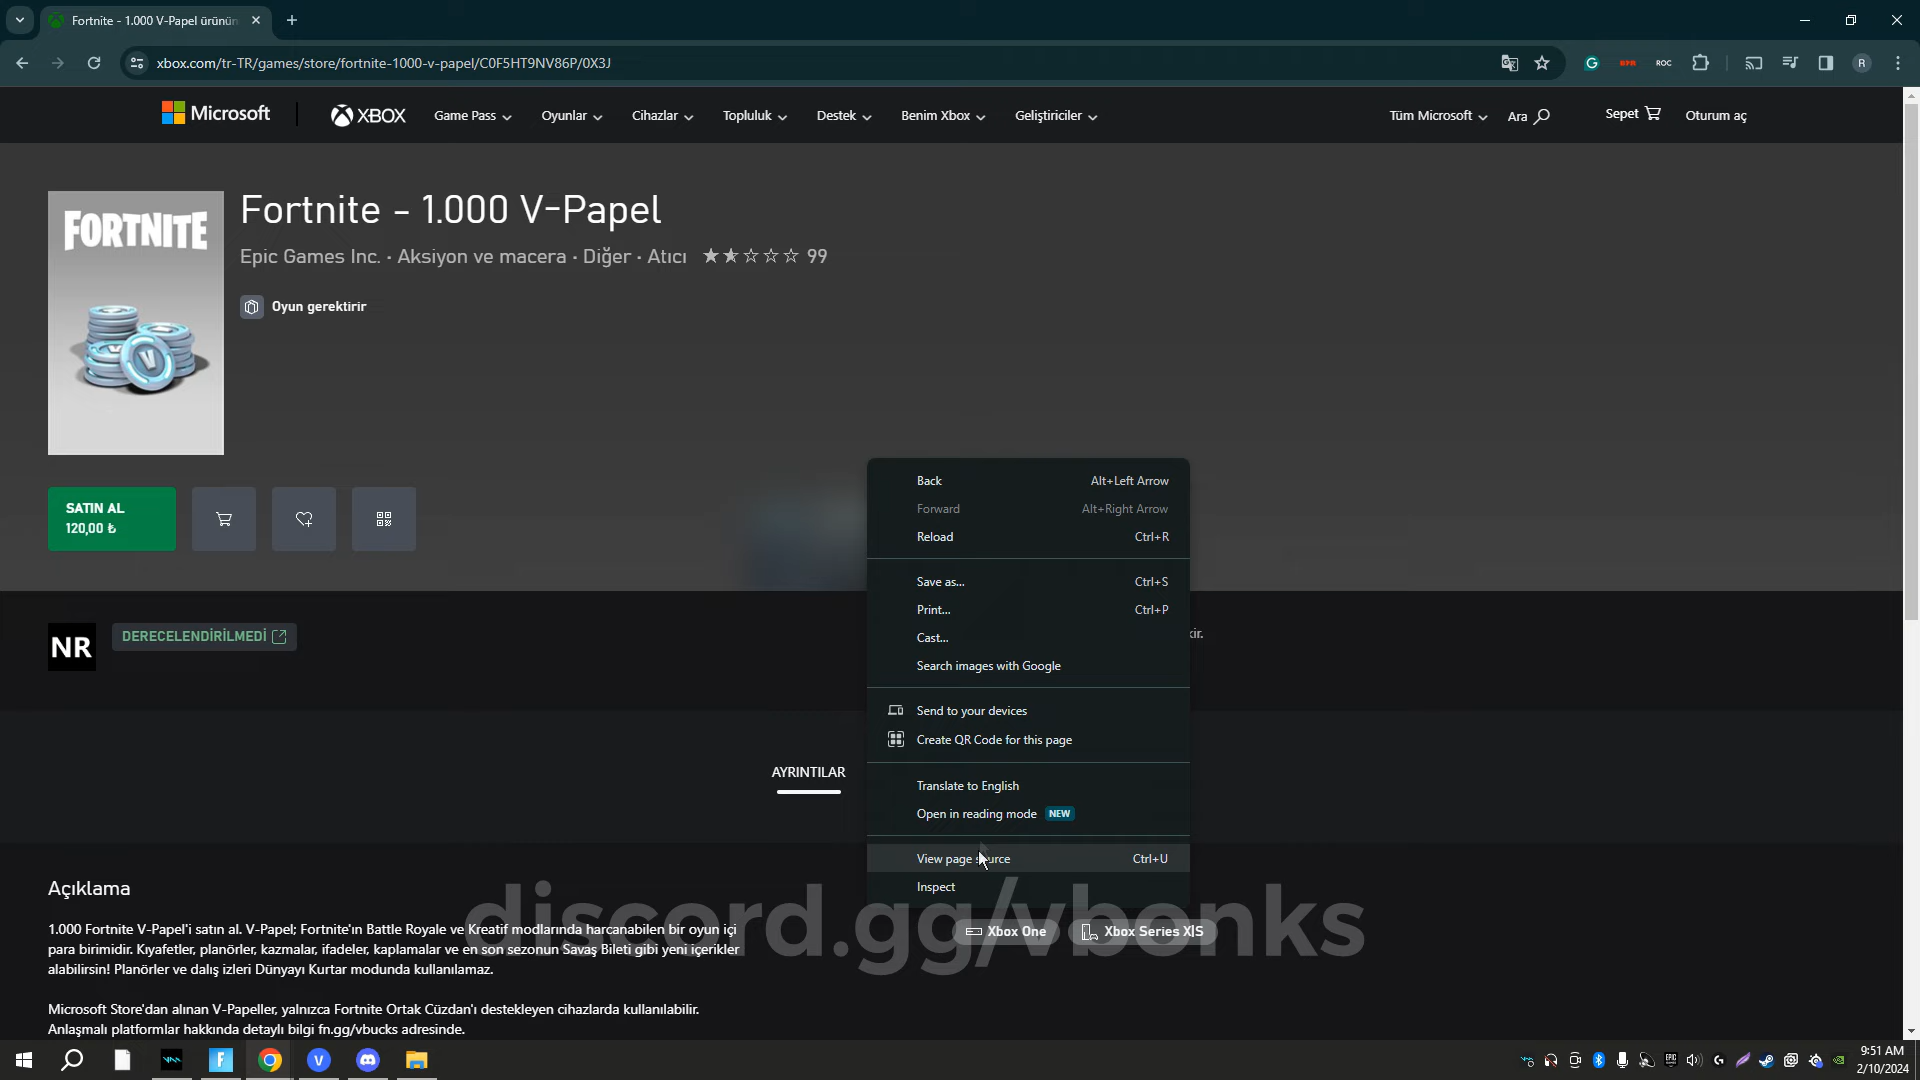 Fortnite - 1.000 V-Papel ürünün
xbox.com/tr-TR/games/store/fortnite-1000-v-papel/C0F5HT9NV86P/0X3J
ROC
R
Microsoft
XBOX
Game Pass
Oyunlar
Cihazlar
Topluluk
Destek
Benim Xbox
Geliştiriciler
Tüm Microsoft
Ara
Sepet
Oturum aç
FORTNITE
V
Fortnite - 1.000 V-Papel
Epic Games Inc. • Aksiyon ve macera • Diğer • Atıcı 99
Oyun gerektirir
SATIN AL
120,00 ₺
Back Alt+Left Arrow
Forward Alt+Right Arrow
Reload Ctrl+R
Save as... Ctrl+S
Print... Ctrl+P
Cast...
Search images with Google
Send to your devices
Create QR Code for this page
Translate to English
Open in reading mode NEW
View page source Ctrl+U
Inspect
NR
DERECELENDİRİLMEDİ
kir.
AYRINTILAR
Açıklama
1.000 Fortnite V-Papel'i satın al. V-Papel; Fortnite'ın Battle Royale ve Kreatif modlarında harcanabilen bir oyun içi
para birimidir. Kıyafetler, planörler, kazmalar, ifadeler, kaplamalar ve en son sezonun Savaş Bileti gibi yeni içerikler
alabilirsin! Planörler ve dalış izleri Dünyayı Kurtar modunda kullanılamaz.
Microsoft Store'dan alınan V-Papeller, yalnızca Fortnite Ortak Cüzdan'ı destekleyen cihazlarda kullanılabilir.
Anlaşmalı platformlar hakkında detaylı bilgi fn.gg/vbucks adresinde.
discord.gg/vbonks
Xbox One
Xbox Series X|S
9:51 AM
2/10/2024